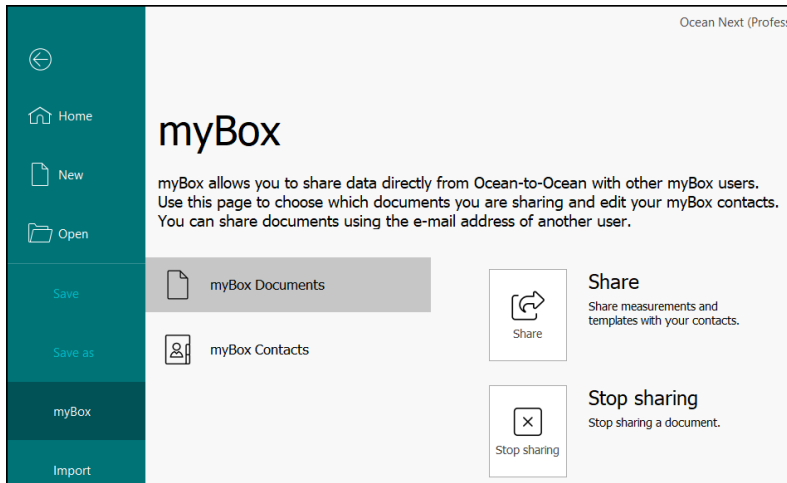 Ocean Next (Profess
Home
New
Open
Save
Save as
myBox
Import
myBox
myBox allows you to share data directly from Ocean-to-Ocean with other myBox users.
Use this page to choose which documents you are sharing and edit your myBox contacts.
You can share documents using the e-mail address of another user.
myBox Documents
myBox Contacts
Share
Share
Share measurements and
templates with your contacts.
Stop sharing
Stop sharing
Stop sharing a document.